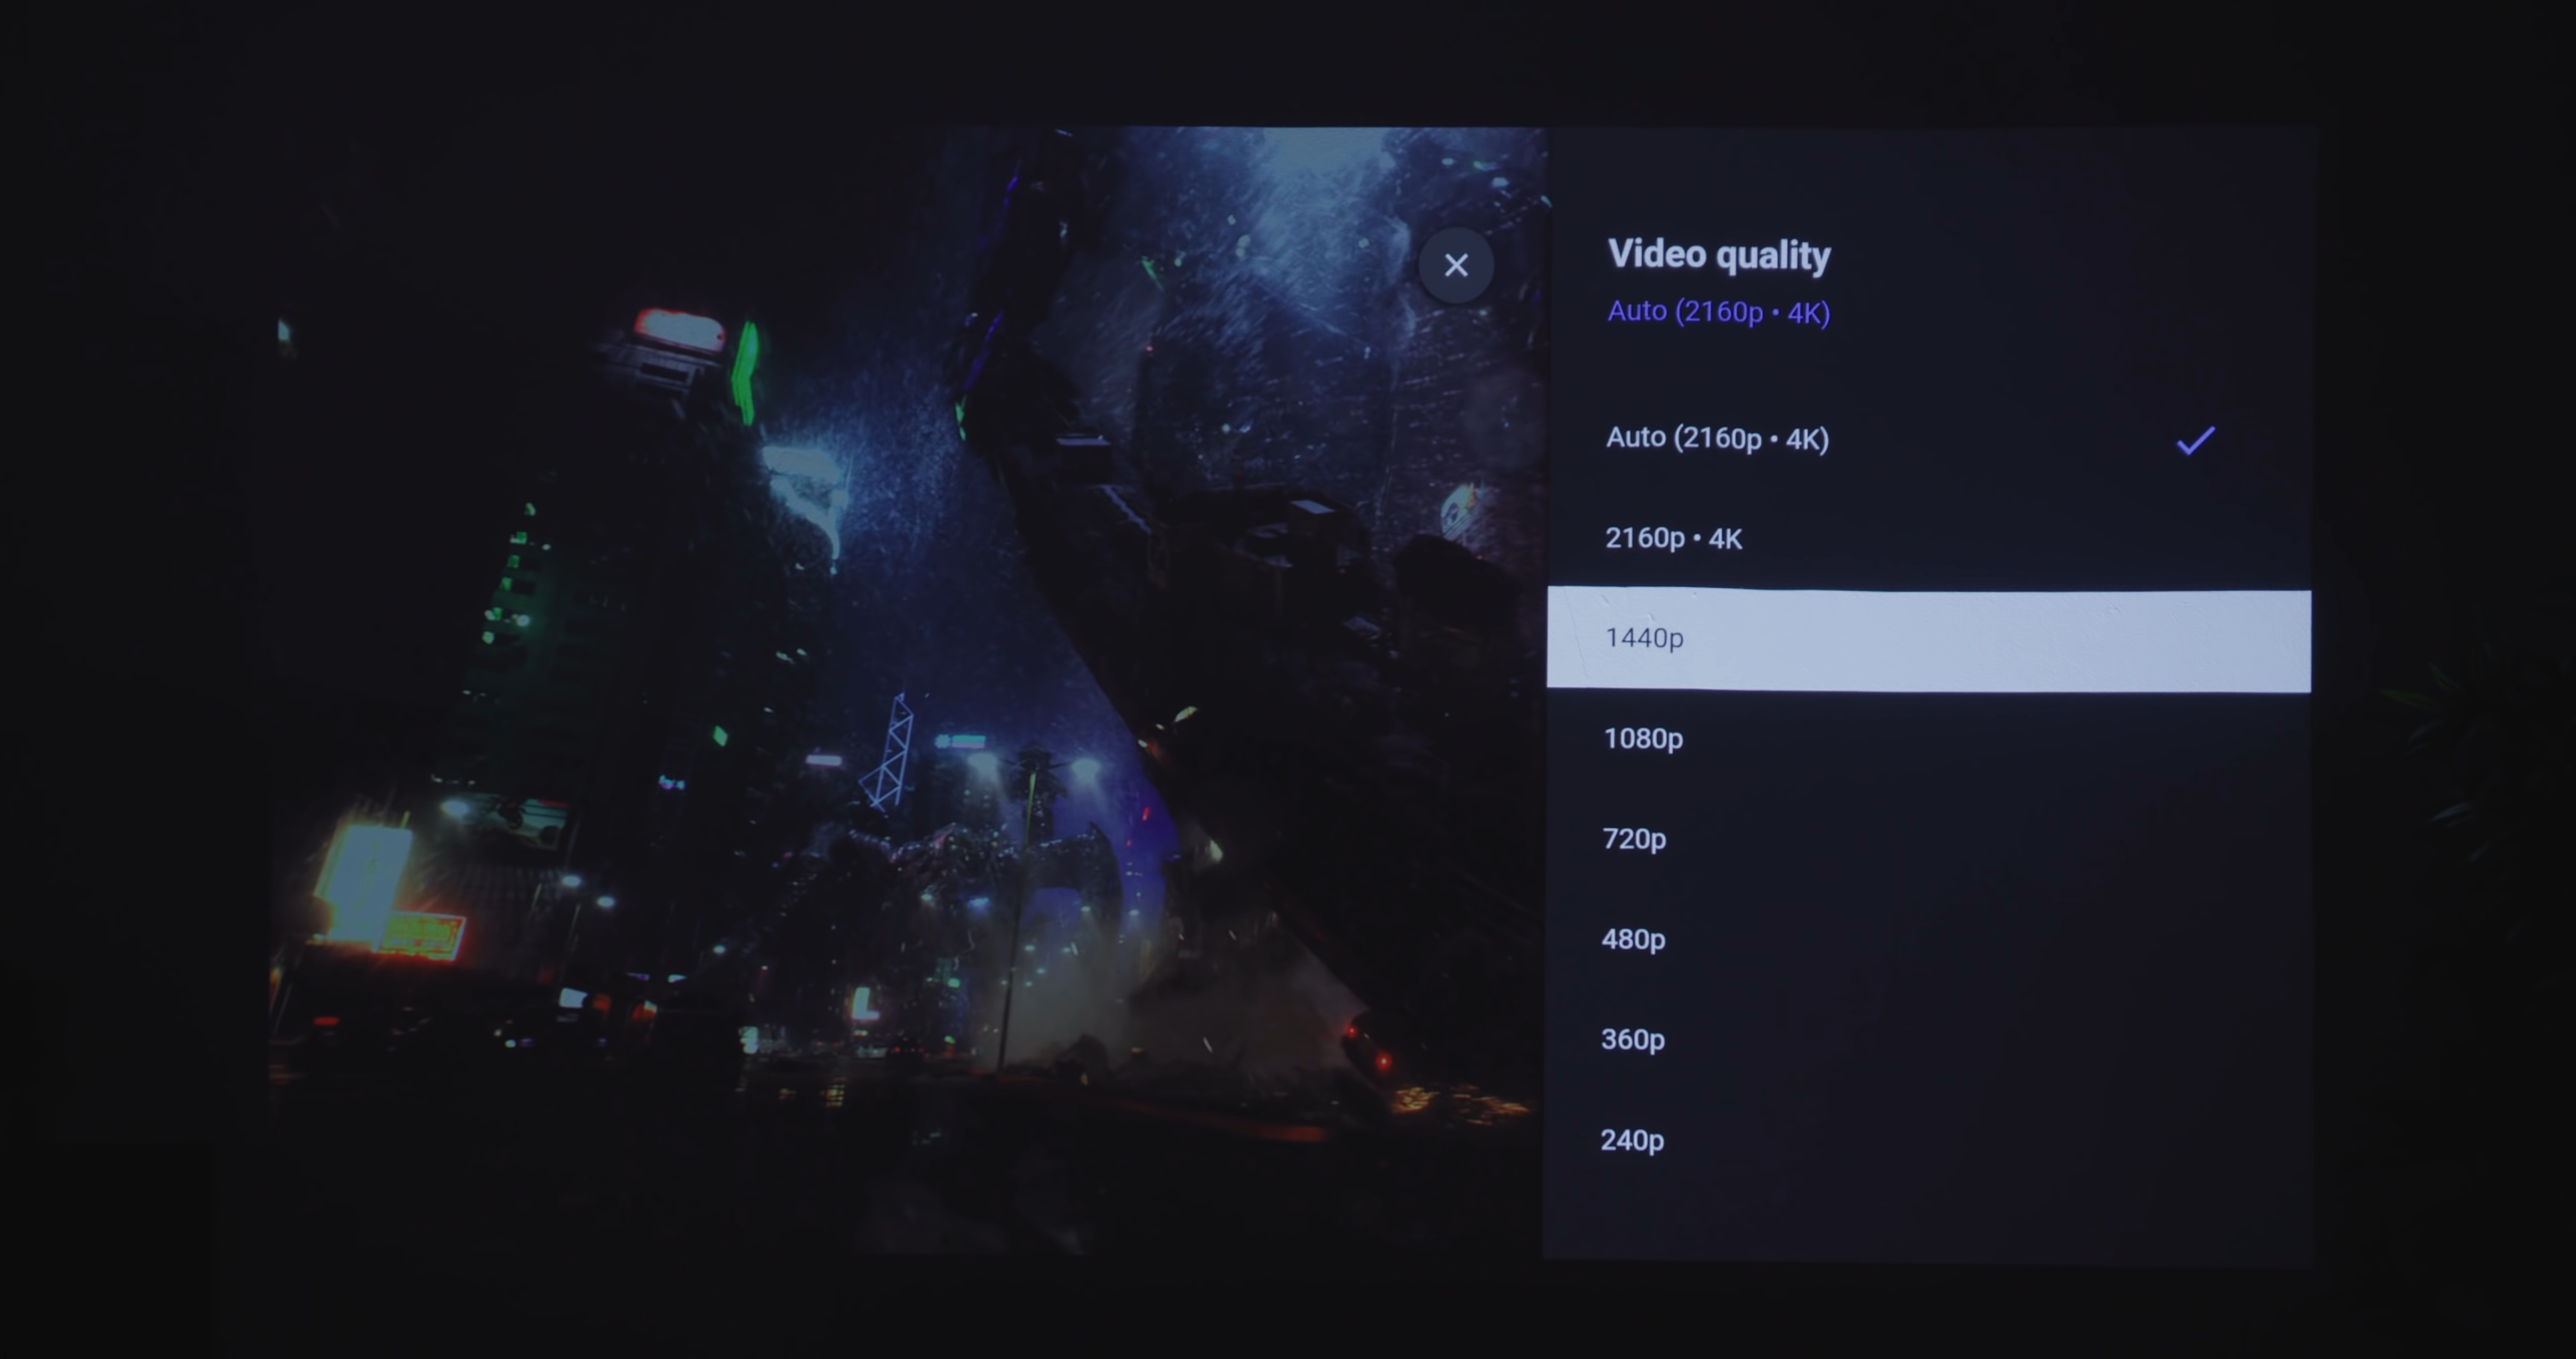 Video quality
Auto (2160p • 4K)
Auto (2160p • 4K)
2160p • 4K
1440p
1080p
720p
480p
360p
240p